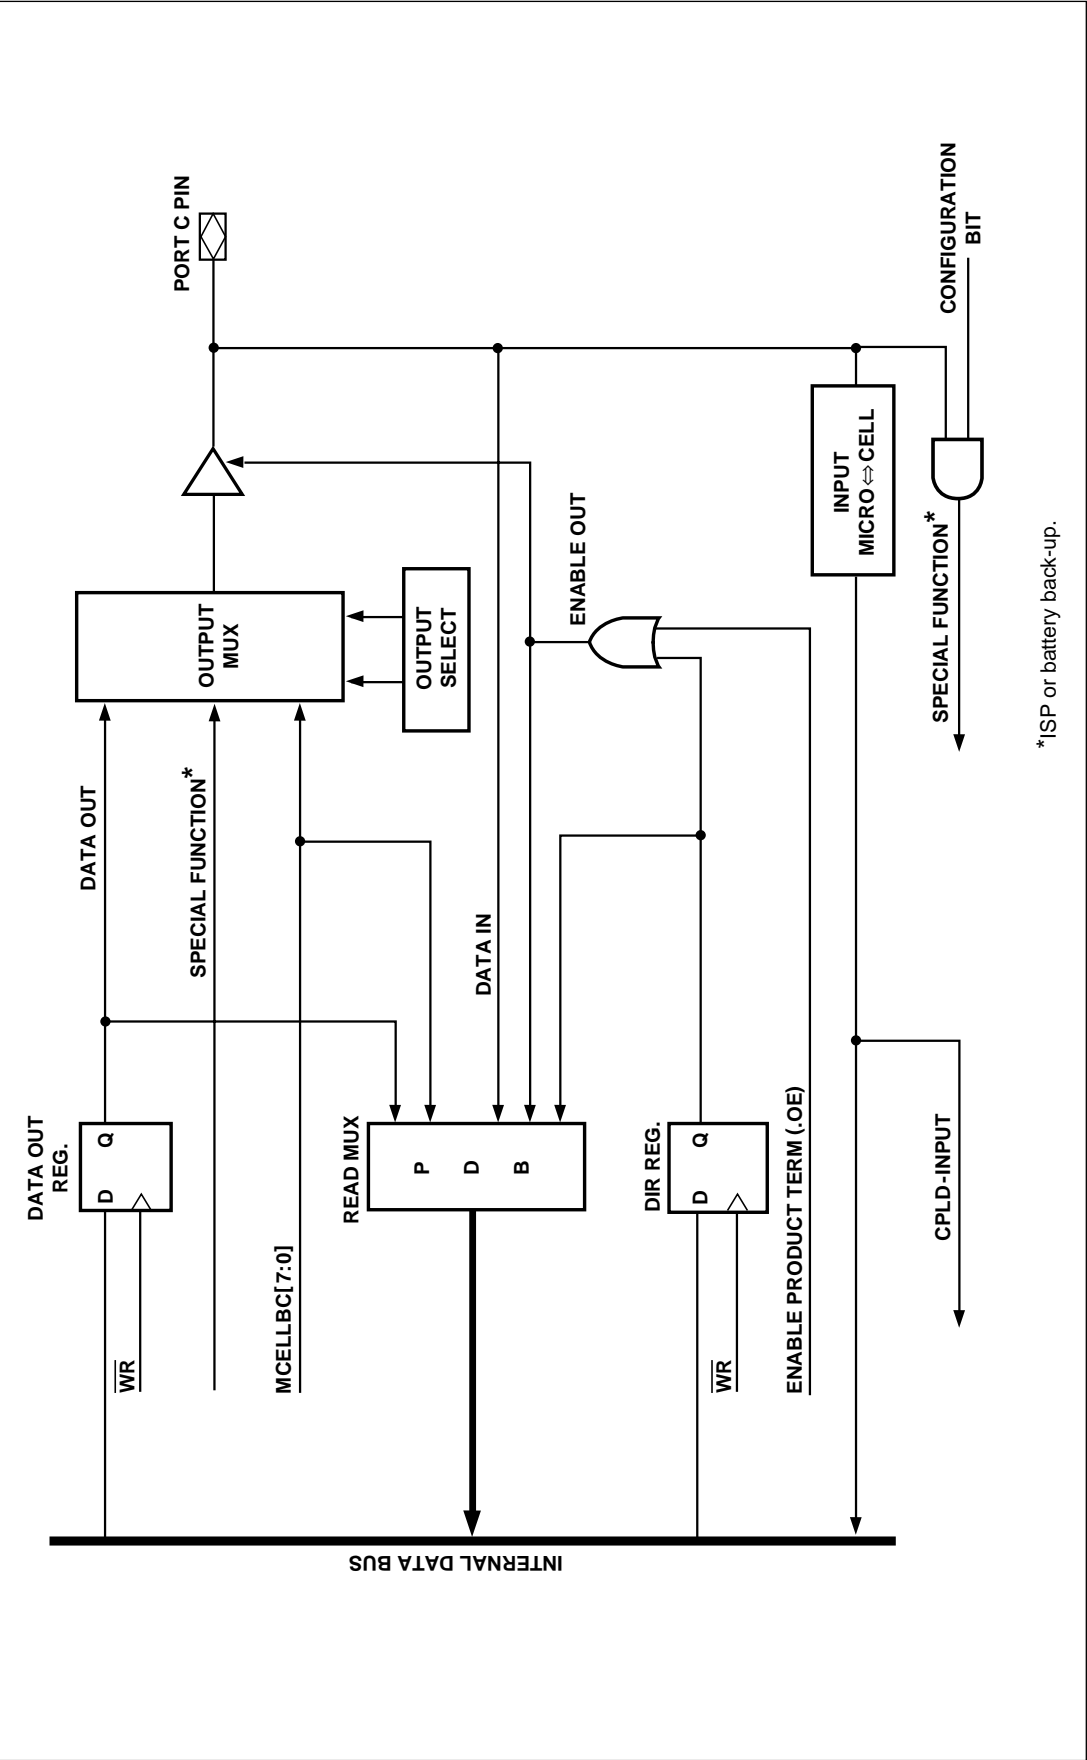 DATA OUT
REG.
D
Q
WR
DATA OUT
SPECIAL FUNCTION*
MCELLBC[7:0]
OUTPUT
MUX
PORT C PIN
OUTPUT
SELECT
READ MUX
P
D
B
DATA IN
ENABLE OUT
DIR REG.
D
Q
WR
ENABLE PRODUCT TERM (.OE)
INPUT
MICRO⇔CELL
CPLD-INPUT
SPECIAL FUNCTION*
CONFIGURATION
BIT
INTERNAL DATA BUS
*ISP or battery back-up.